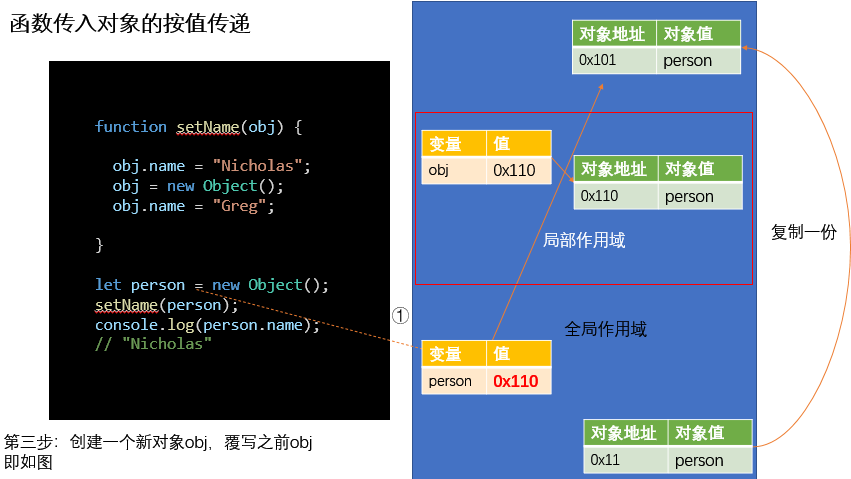 函数传入对象的按值传递
function setName(obj) {
obj.name = "Nicholas";
obj = new Object();
obj.name = "Greg";
}
let person = new Object();
setName(person);
console.log(person.name);
// "Nicholas"
第三步：创建一个新对象obj，覆写之前obj
即如图
对象地址 对象值
0x101 person
变量 值
obj 0x110
对象地址 对象值
0x110 person
局部作用域
复制一份
①
全局作用域
变量 值
person 0x110
对象地址 对象值
0x11 person